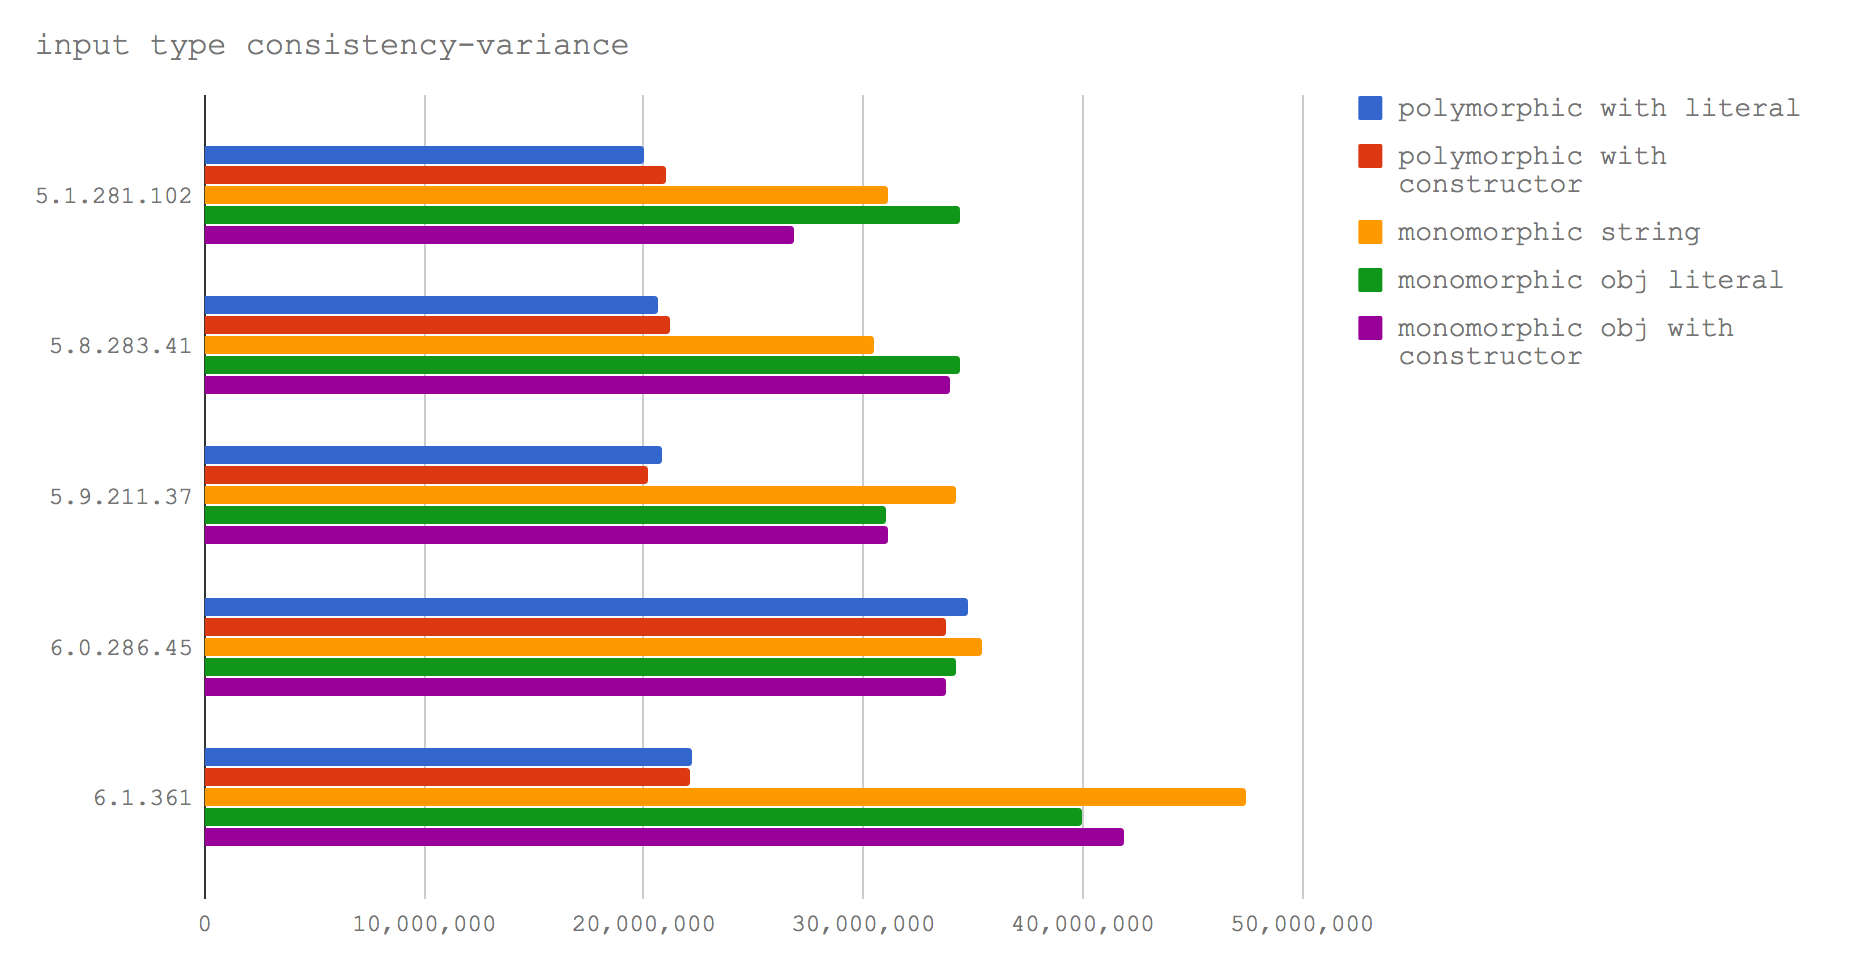 input type consistency-variance
polymorphic with literal
polymorphic with
constructor
monomorphic string
monomorphic obj literal
monomorphic obj with
constructor
5.1.281.102
5.8.283.41
5.9.211.37
6.0.286.45
6.1.361
0 10,000,000 20,000,000 30,000,000 40,000,000 50,000,000